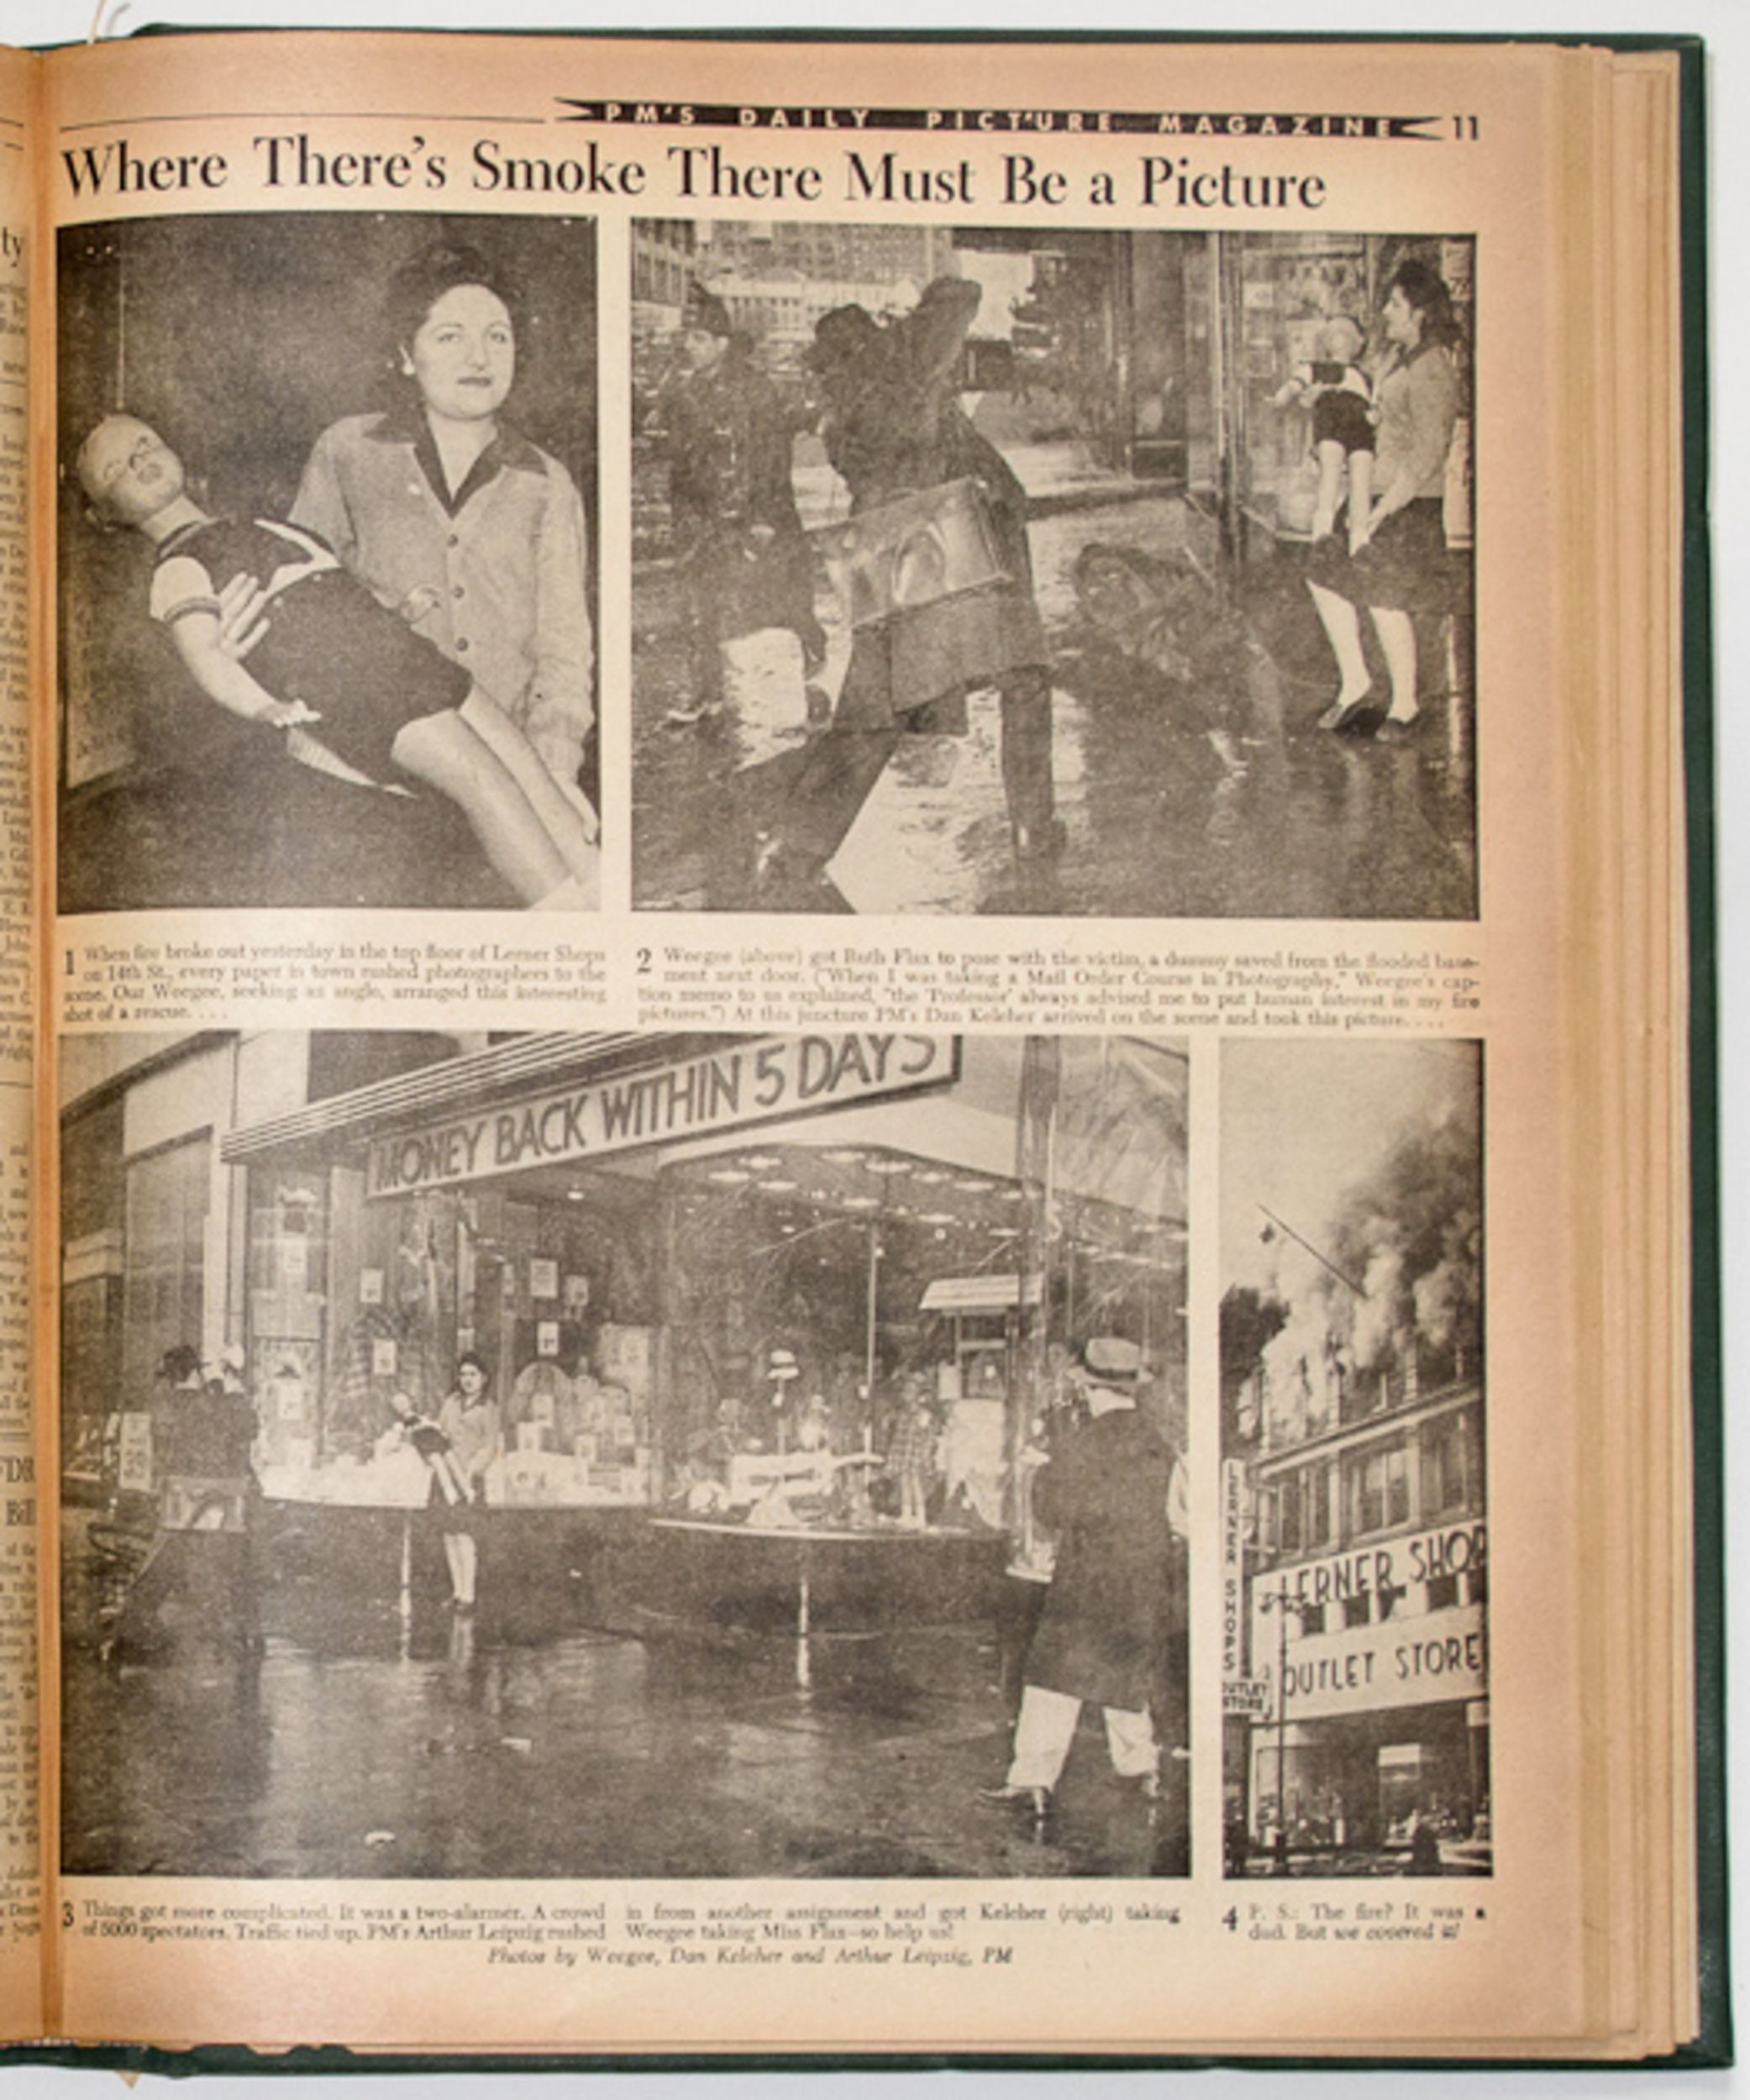 PM'S DAILY PICTURE MAGAZINE 11
Where There's Smoke There Must Be a Picture
1 When fire broke out yesterday in the top floor of Lerner Shops
on 14th St., every paper in town rushed photographers to the
scene. Our Weegee, seeking an angle, arranged this interesting
shot of a rescue. . . .
2 Weegee (above) got Ruth Flax to pose with the victim, a dummy saved from the flooded base-
ment next door. ("When I was taking a Mail Order Course in Photography," Weegee's cap-
tion memo to us explained, "the 'Professor' always advised me to put human interest in my fire
pictures.") At this juncture PM's Dan Keleher arrived on the scene and took this picture. . . .
MONEY BACK WITHIN 5 DAYS
LERNER SHOPS
OUTLET
STORE
LERNER SHOP
OUTLET STORE
3 Things got more complicated. It was a two-alarmer. A crowd
of 5000 spectators. Traffic tied up. PM's Arthur Leipzig rushed
in from another assignment and got Keleher (right) taking
Weegee taking Miss Flax—so help us!
4 P. S.: The fire? It was a
dud. But we covered it!
Photos by Weegee, Dan Keleher and Arthur Leipzig, PM
ty
FDR
Bill